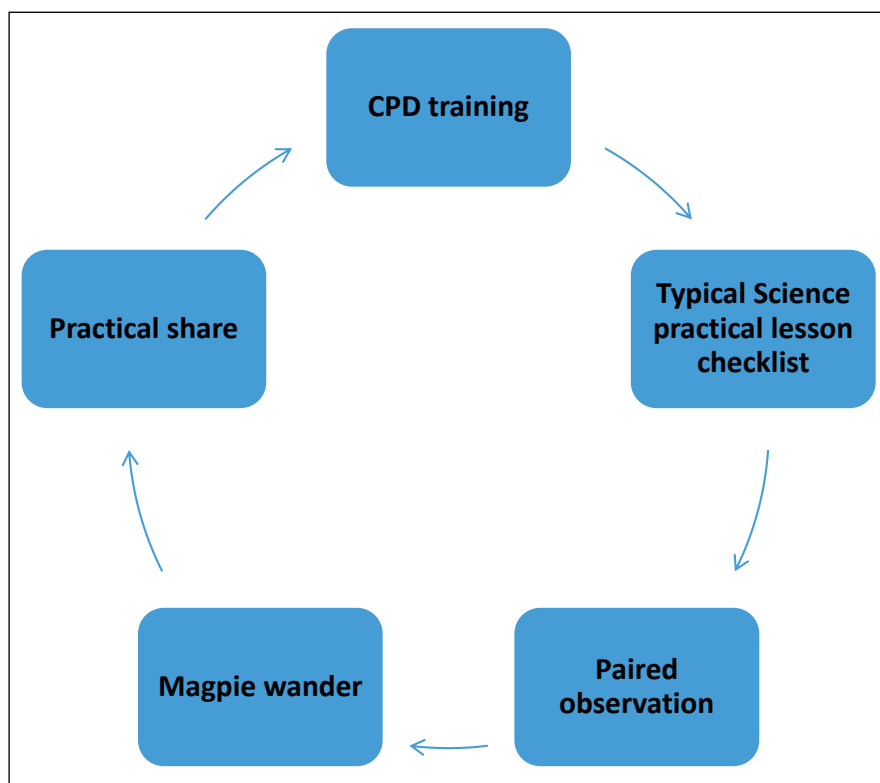 CPD training
Typical Science
practical lesson
checklist
Paired
observation
Magpie wander
Practical share